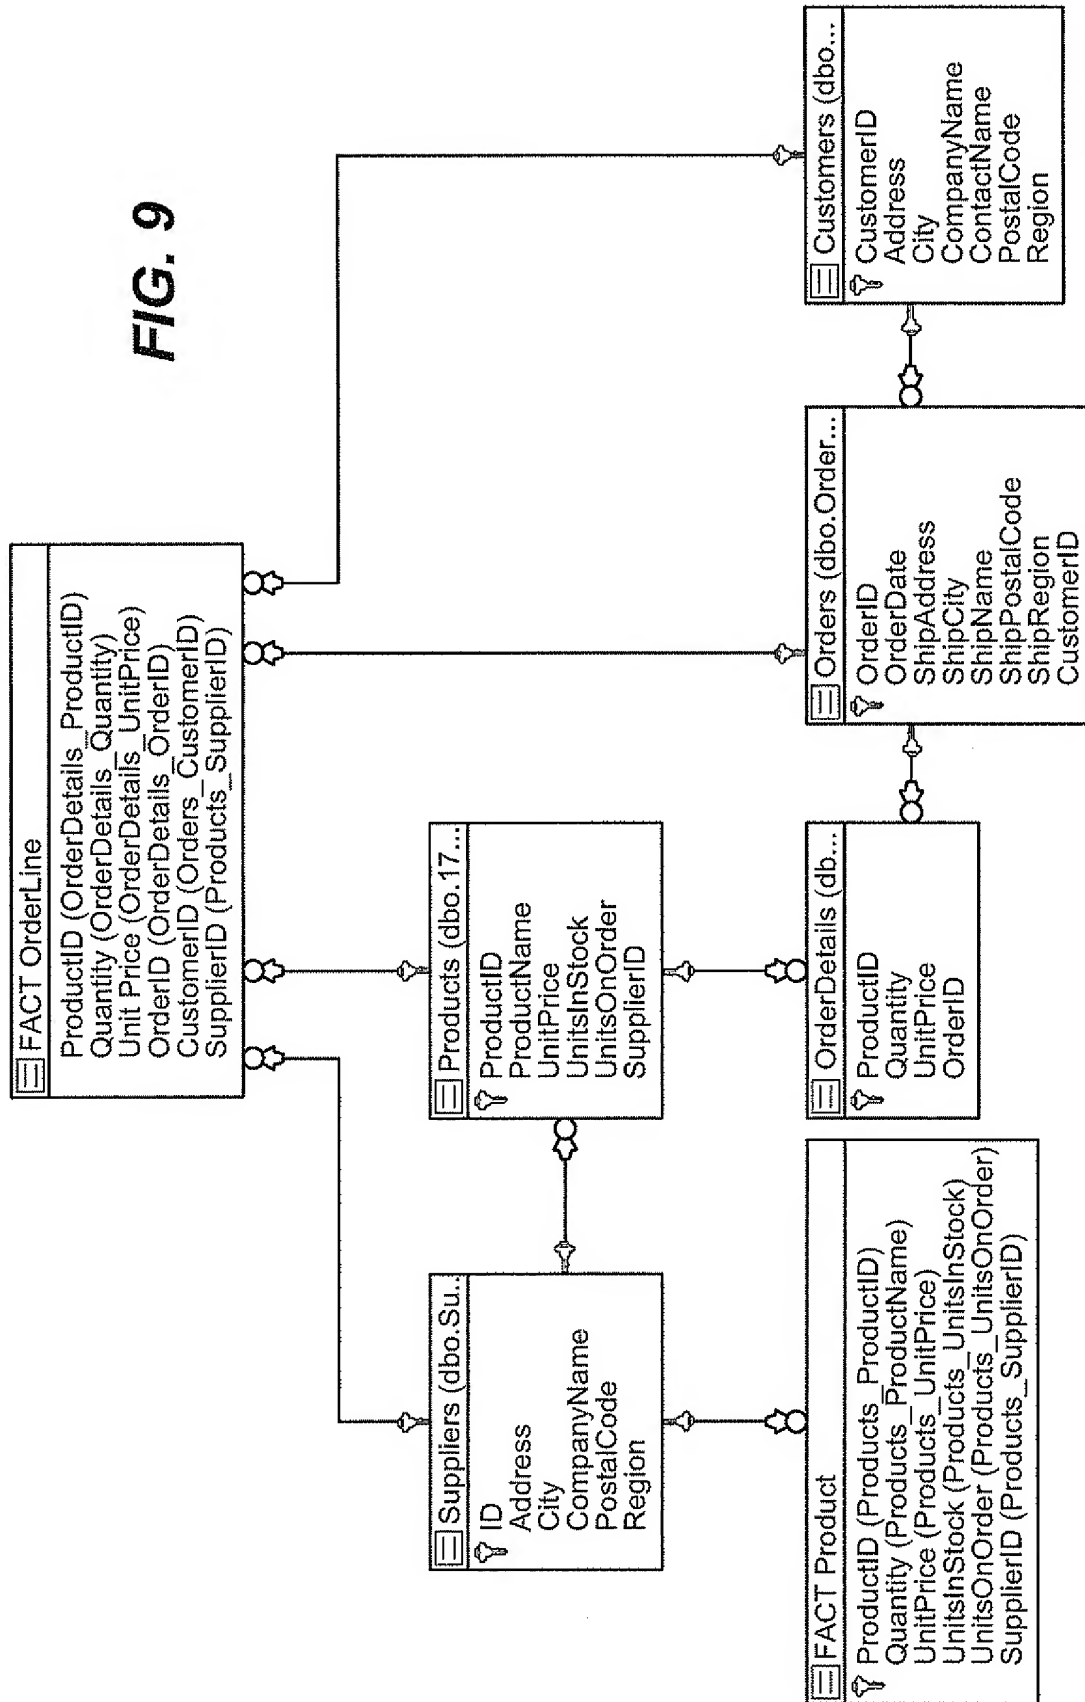 FIG. 9
FACT OrderLine
ProductID (OrderDetails_ProductID)
Quantity (OrderDetails_Quantity)
Unit Price (OrderDetails_UnitPrice)
OrderID (OrderDetails_OrderID)
CustomerID (Orders_CustomerID)
SupplierID (Products_SupplierID)
Suppliers (dbo.Su...
ID
Address
City
CompanyName
PostalCode
Region
Products (dbo.17...
ProductID
ProductName
UnitPrice
UnitsInStock
UnitsOnOrder
SupplierID
FACT Product
ProductID (Products_ProductID)
Quantity (Products_ProductName)
UnitPrice (Products_UnitPrice)
UnitsInStock (Products_UnitsInStock)
UnitsOnOrder (Products_UnitsOnOrder)
SupplierID (Products_SupplierID)
OrderDetails (db...
ProductID
Quantity
UnitPrice
OrderID
Orders (dbo.Order...
OrderID
OrderDate
ShipAddress
ShipCity
ShipName
ShipPostalCode
ShipRegion
CustomerID
Customers (dbo...
CustomerID
Address
City
CompanyName
ContactName
PostalCode
Region